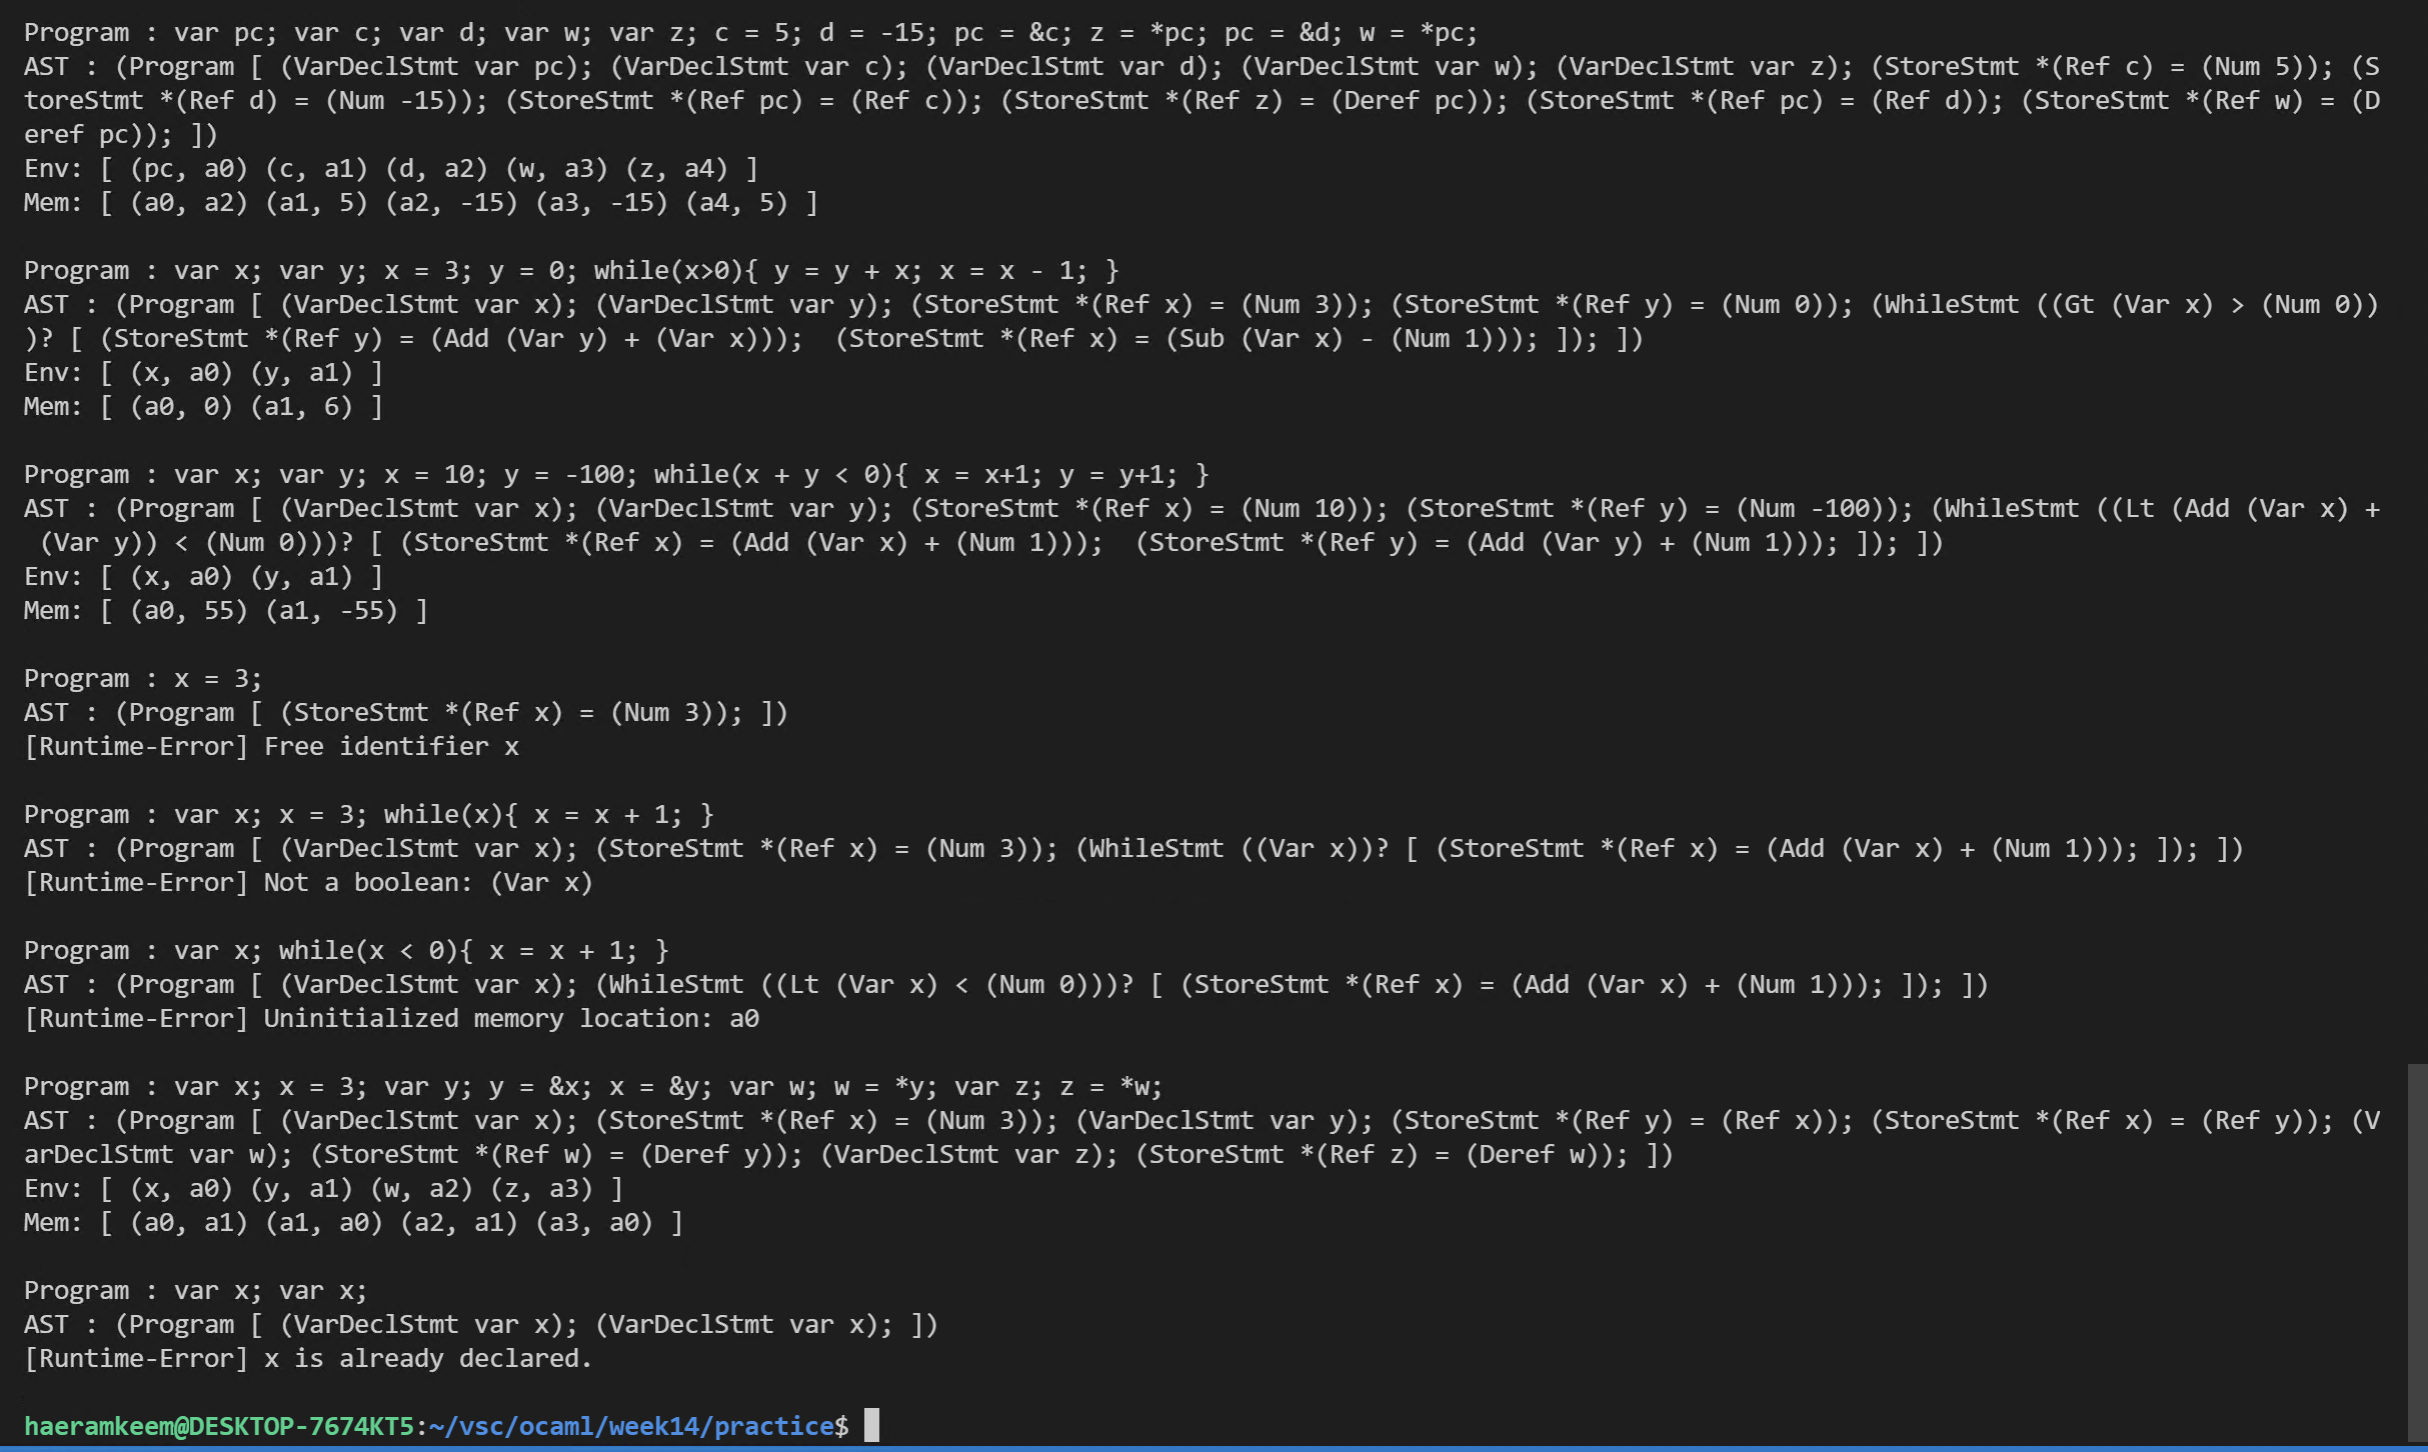 Program : var pc; var c; var d; var w; var z; c = 5; d = -15; pc = &c; z = *pc; pc = &d; w = *pc;
AST : (Program [ (VarDeclStmt var pc); (VarDeclStmt var c); (VarDeclStmt var d); (VarDeclStmt var w); (VarDeclStmt var z); (StoreStmt *(Ref c) = (Num 5)); (S
toreStmt *(Ref d) = (Num -15)); (StoreStmt *(Ref pc) = (Ref c)); (StoreStmt *(Ref z) = (Deref pc)); (StoreStmt *(Ref pc) = (Ref d)); (StoreStmt *(Ref w) = (D
eref pc)); ])
Env: [ (pc, a0) (c, a1) (d, a2) (w, a3) (z, a4) ]
Mem: [ (a0, a2) (a1, 5) (a2, -15) (a3, -15) (a4, 5) ]

Program : var x; var y; x = 3; y = 0; while(x>0){ y = y + x; x = x - 1; }
AST : (Program [ (VarDeclStmt var x); (VarDeclStmt var y); (StoreStmt *(Ref x) = (Num 3)); (StoreStmt *(Ref y) = (Num 0)); (WhileStmt ((Gt (Var x) > (Num 0))
)? [ (StoreStmt *(Ref y) = (Add (Var y) + (Var x)));  (StoreStmt *(Ref x) = (Sub (Var x) - (Num 1))); ]); ])
Env: [ (x, a0) (y, a1) ]
Mem: [ (a0, 0) (a1, 6) ]

Program : var x; var y; x = 10; y = -100; while(x + y < 0){ x = x+1; y = y+1; }
AST : (Program [ (VarDeclStmt var x); (VarDeclStmt var y); (StoreStmt *(Ref x) = (Num 10)); (StoreStmt *(Ref y) = (Num -100)); (WhileStmt ((Lt (Add (Var x) +
 (Var y)) < (Num 0)))? [ (StoreStmt *(Ref x) = (Add (Var x) + (Num 1)));  (StoreStmt *(Ref y) = (Add (Var y) + (Num 1))); ]); ])
Env: [ (x, a0) (y, a1) ]
Mem: [ (a0, 55) (a1, -55) ]

Program : x = 3;
AST : (Program [ (StoreStmt *(Ref x) = (Num 3)); ])
[Runtime-Error] Free identifier x

Program : var x; x = 3; while(x){ x = x + 1; }
AST : (Program [ (VarDeclStmt var x); (StoreStmt *(Ref x) = (Num 3)); (WhileStmt ((Var x))? [ (StoreStmt *(Ref x) = (Add (Var x) + (Num 1))); ]); ])
[Runtime-Error] Not a boolean: (Var x)

Program : var x; while(x < 0){ x = x + 1; }
AST : (Program [ (VarDeclStmt var x); (WhileStmt ((Lt (Var x) < (Num 0)))? [ (StoreStmt *(Ref x) = (Add (Var x) + (Num 1))); ]); ])
[Runtime-Error] Uninitialized memory location: a0

Program : var x; x = 3; var y; y = &x; x = &y; var w; w = *y; var z; z = *w;
AST : (Program [ (VarDeclStmt var x); (StoreStmt *(Ref x) = (Num 3)); (VarDeclStmt var y); (StoreStmt *(Ref y) = (Ref x)); (StoreStmt *(Ref x) = (Ref y)); (V
arDeclStmt var w); (StoreStmt *(Ref w) = (Deref y)); (VarDeclStmt var z); (StoreStmt *(Ref z) = (Deref w)); ])
Env: [ (x, a0) (y, a1) (w, a2) (z, a3) ]
Mem: [ (a0, a1) (a1, a0) (a2, a1) (a3, a0) ]

Program : var x; var x;
AST : (Program [ (VarDeclStmt var x); (VarDeclStmt var x); ])
[Runtime-Error] x is already declared.

haeramkeem@DESKTOP-7674KT5:~/vsc/ocaml/week14/practice$